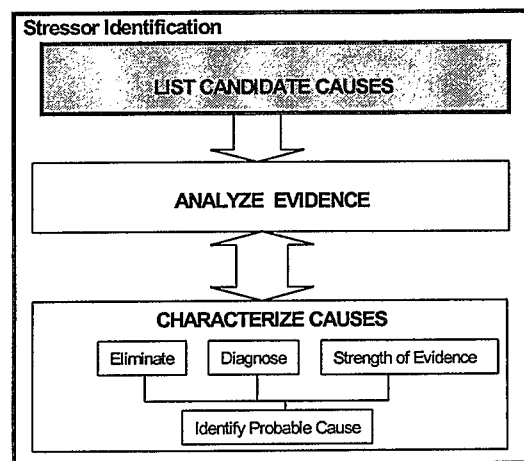 Stressor Identification
LIST CANDIDATE CAUSES
ANALYZE EVIDENCE
CHARACTERIZE CAUSES
Eliminate
Diagnose
Strength of Evidence
Identify Probable Cause